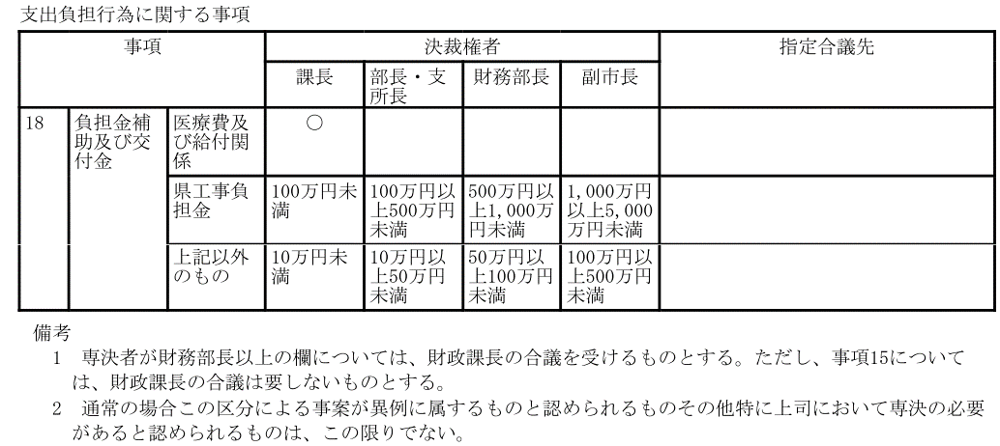 支出負担行為に関する事項
事項
決裁権者
指定合議先
課長
部長・支
所長
財務部長
副市長
18
負担金補
助及び交
付金
医療費及
び給付関
係
○
県工事負
担金
100万円未
満
100万円以
上500万円
未満
500万円以
上1,000万
円未満
1,000万円
以上5,000
万円未満
上記以外
のもの
10万円未
満
10万円以
上50万円
未満
50万円以
上100万円
未満
100万円以
上500万円
未満
備考
1　専決者が財務部長以上の欄については、財政課長の合議を受けるものとする。ただし、事項15について
は、財政課長の合議は要しないものとする。
2　通常の場合この区分による事案が異例に属するものと認められるものその他特に上司において専決の必要
があると認められるものは、この限りでない。